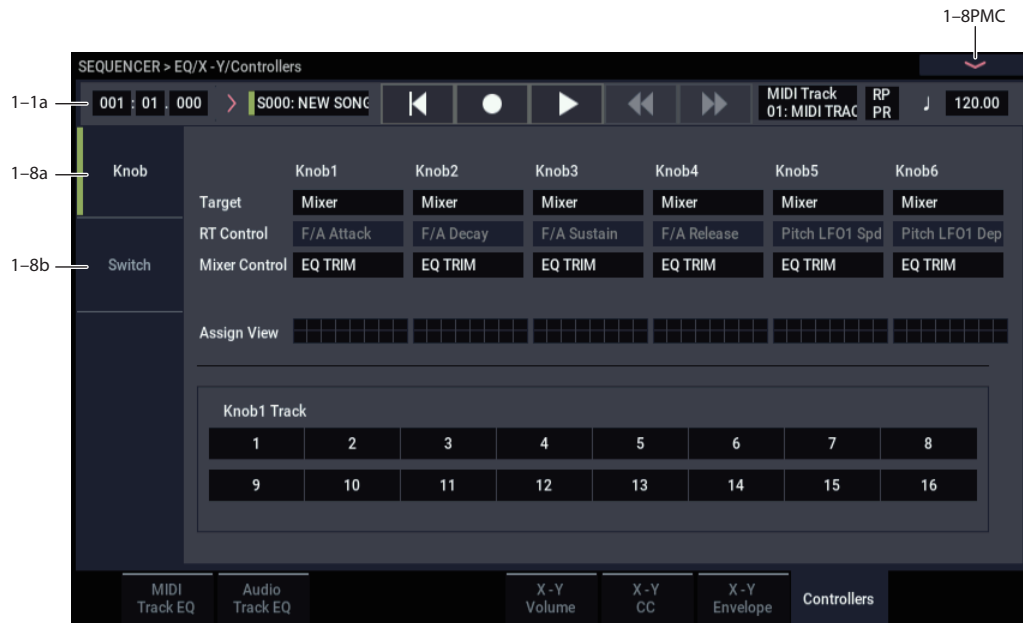 1–8PMC
SEQUENCER > EQ/X -Y/Controllers
1–1a
001 : 01 . 000 > S000: NEW SONG MIDI Track RP ♩ 120.00
01: MIDI TRAC PR
1–8a
Knob
Knob1 Knob2 Knob3 Knob4 Knob5 Knob6
Target Mixer Mixer Mixer Mixer Mixer Mixer
RT Control F/A Attack F/A Decay F/A Sustain F/A Release Pitch LFO1 Spd Pitch LFO1 Dep
1–8b
Switch
Mixer Control EQ TRIM EQ TRIM EQ TRIM EQ TRIM EQ TRIM EQ TRIM
Assign View
Knob1 Track
1 2 3 4 5 6 7 8
9 10 11 12 13 14 15 16
MIDI Track EQ
Audio Track EQ
X -Y Volume
X -Y CC
X -Y Envelope
Controllers